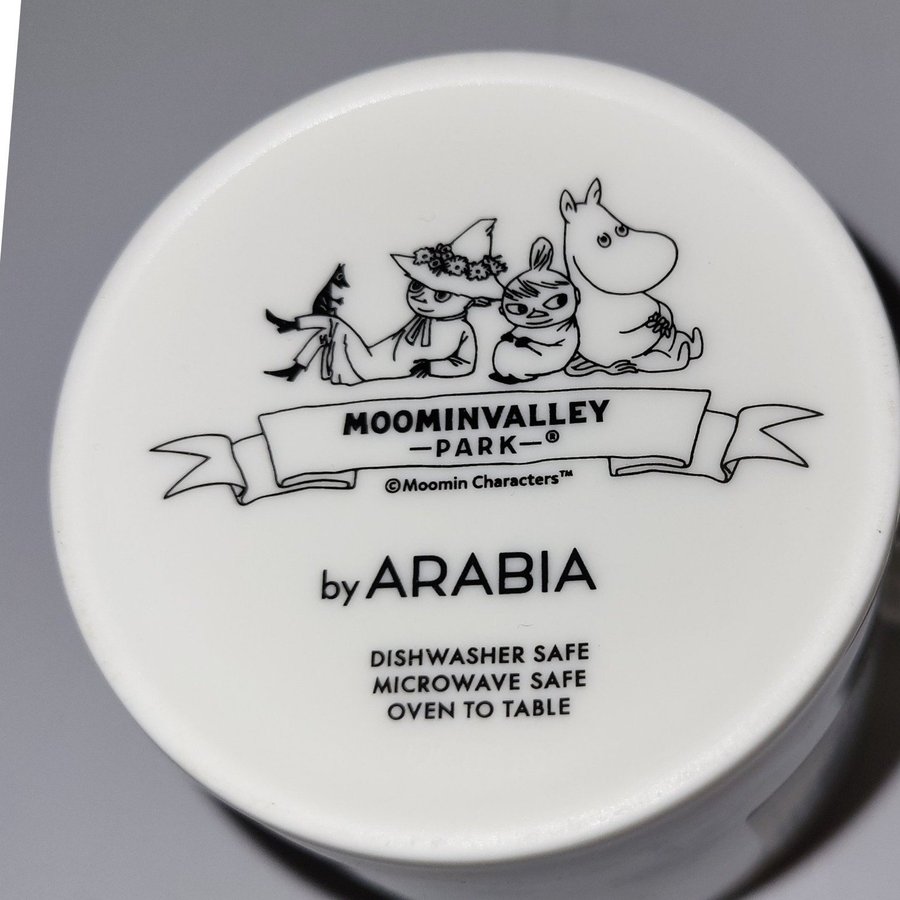 MOOMINVALLEY
—PARK—®
©Moomin Characters™
by ARABIA
DISHWASHER SAFE
MICROWAVE SAFE
OVEN TO TABLE